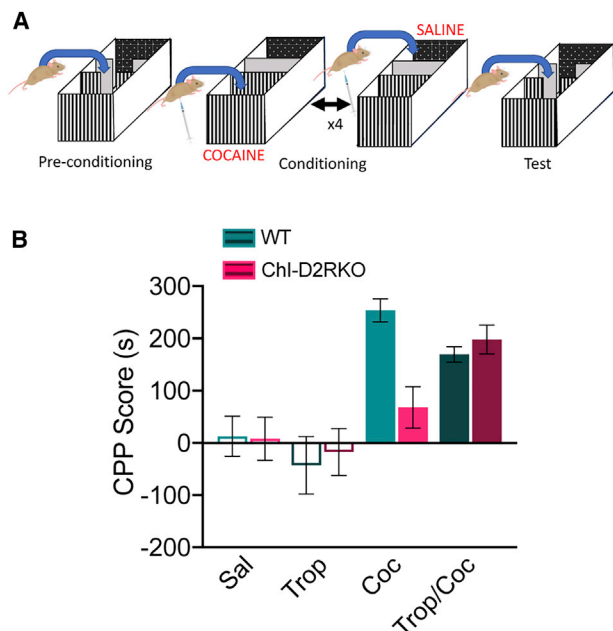 A
SALINE
COCAINE
x4
Pre-conditioning
Conditioning
Test
B
WT
Chl-D2RKO
300
200
100
0
-100
-200
CPP Score (s)
Sal
Trop
Coc
Trop/Coc